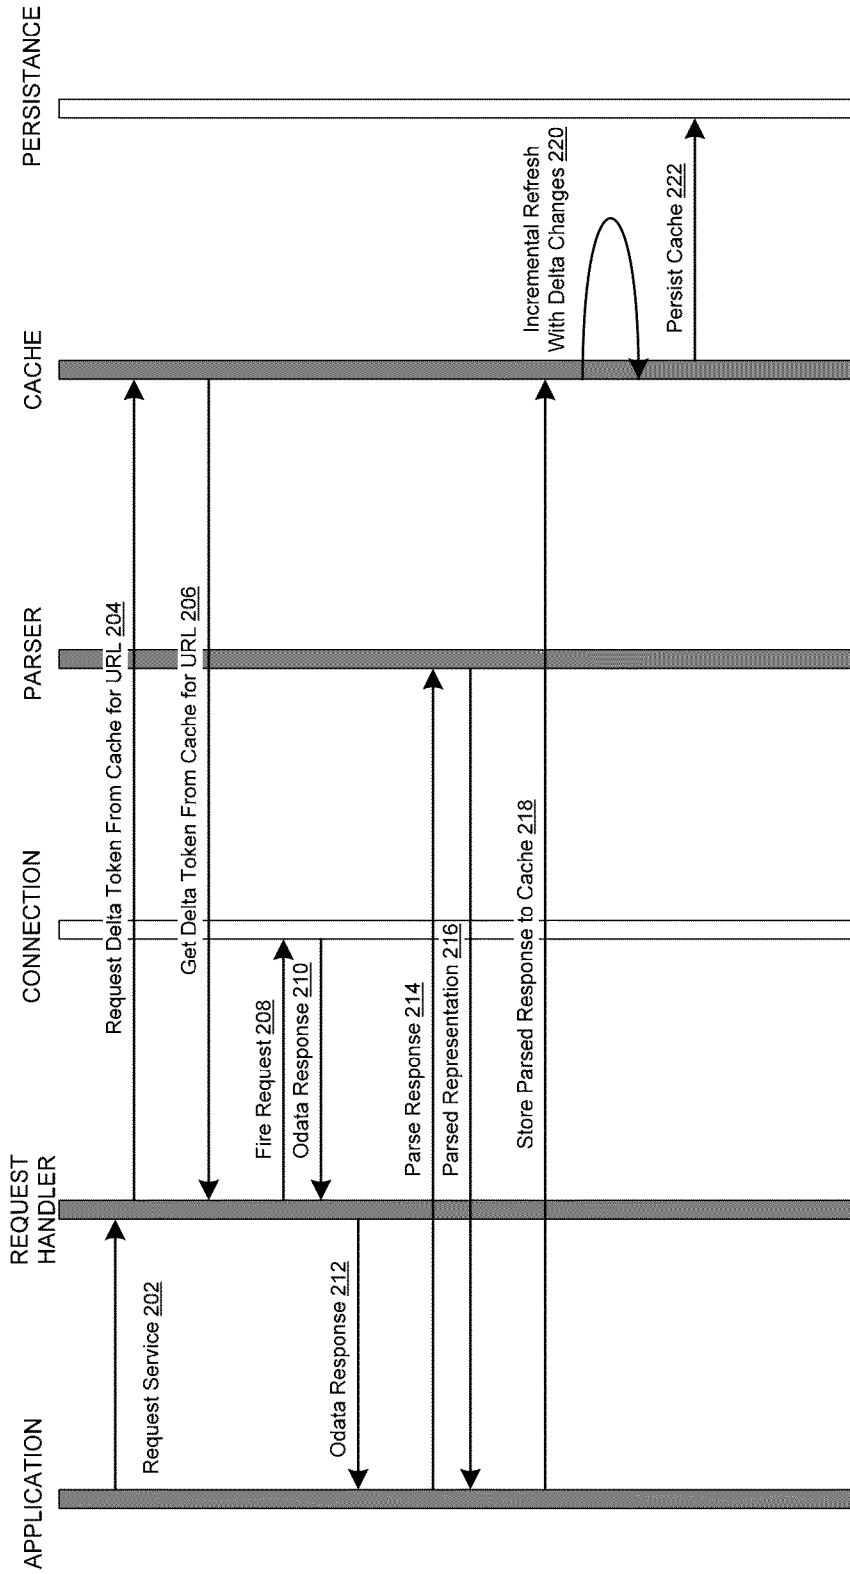 APPLICATION
REQUEST
HANDLER
CONNECTION
PARSER
CACHE
PERSISTANCE
Request Service 202
Request Delta Token From Cache for URL 204
Get Delta Token From Cache for URL 206
Fire Request 208
Odata Response 210
Odata Response 212
Parse Response 214
Parsed Representation 216
Store Parsed Response to Cache 218
Incremental Refresh
With Delta Changes 220
Persist Cache 222